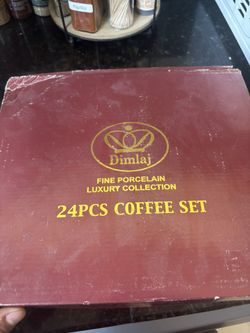 Dimlaj
FINE PORCELAIN
LUXURY COLLECTION
24PCS COFFEE SET